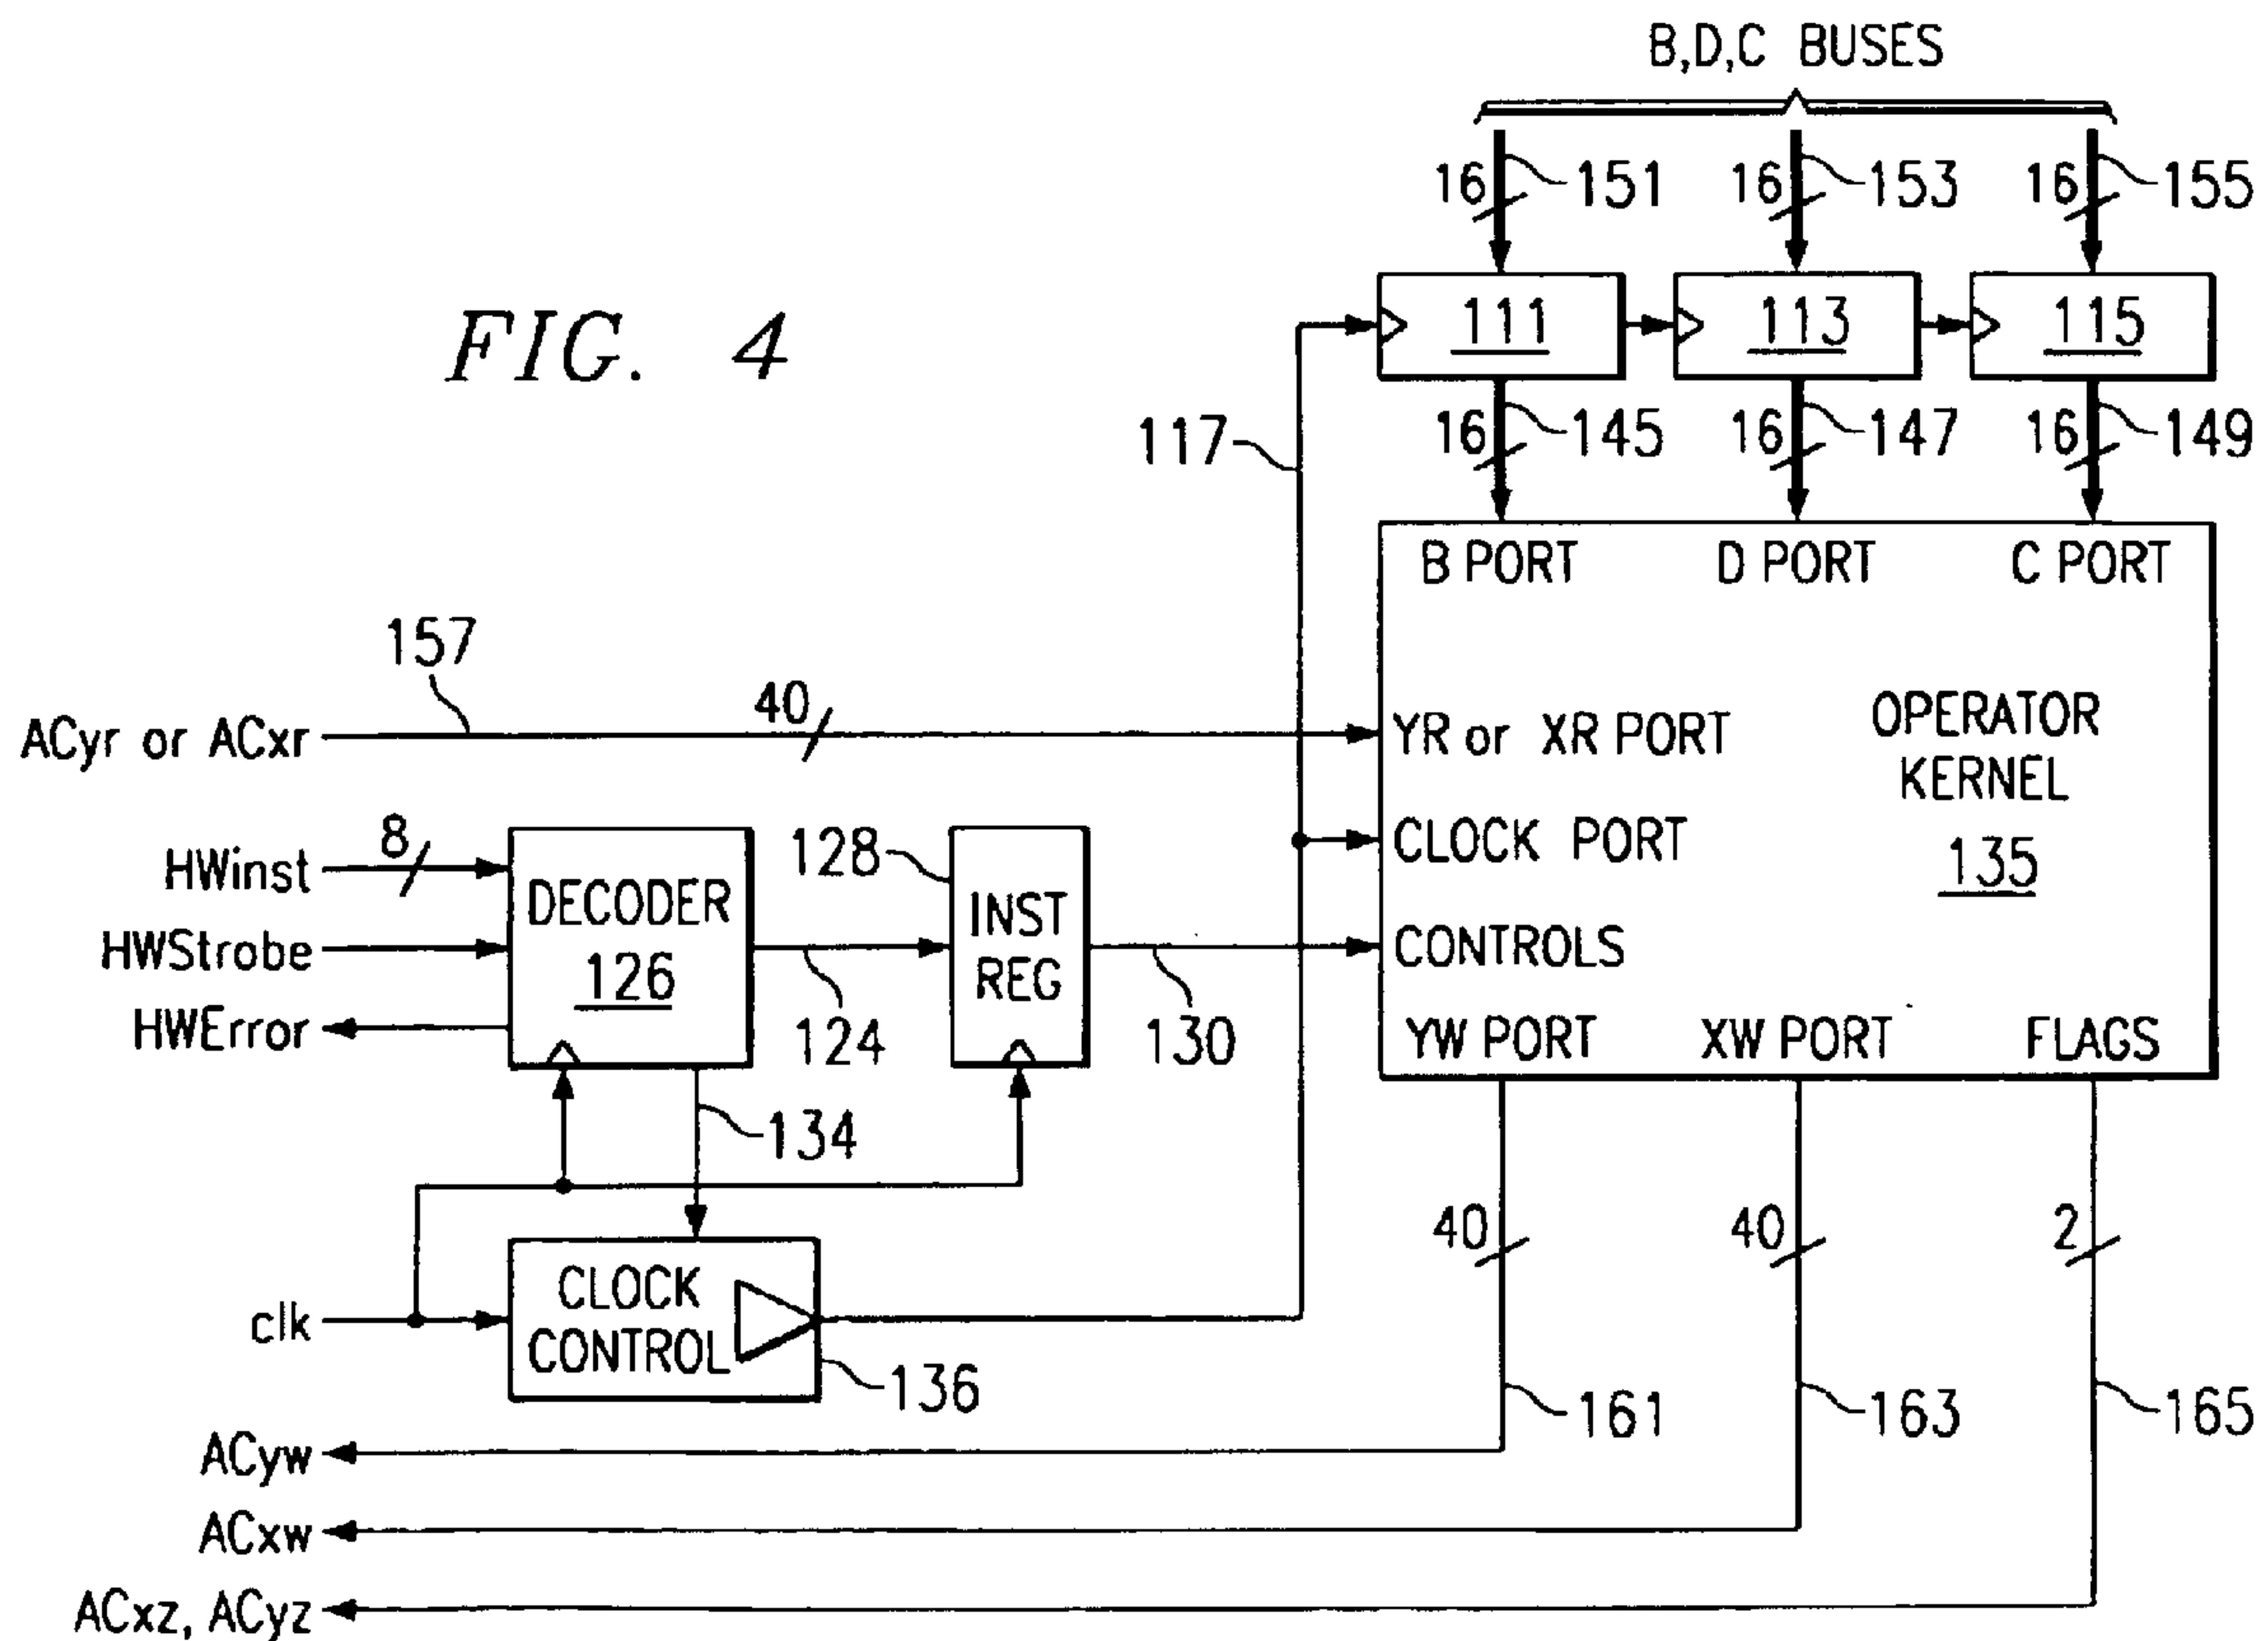 B,D,C BUSES
16 151 16 153 16 155
FIG. 4
111 113 115
117
16 145 16 147 16 149
B PORT D PORT C PORT
157
ACyr or ACxr
40
YR or XR PORT
OPERATOR
KERNEL
135
CLOCK PORT
CONTROLS
YW PORT XW PORT FLAGS
HWinst
8
HWStrobe
HWError
DECODER
126
124
128
INST
REG
130
134
clk
CLOCK
CONTROL
136
40 40 2
161 163 165
ACyw
ACxw
ACxz, ACyz